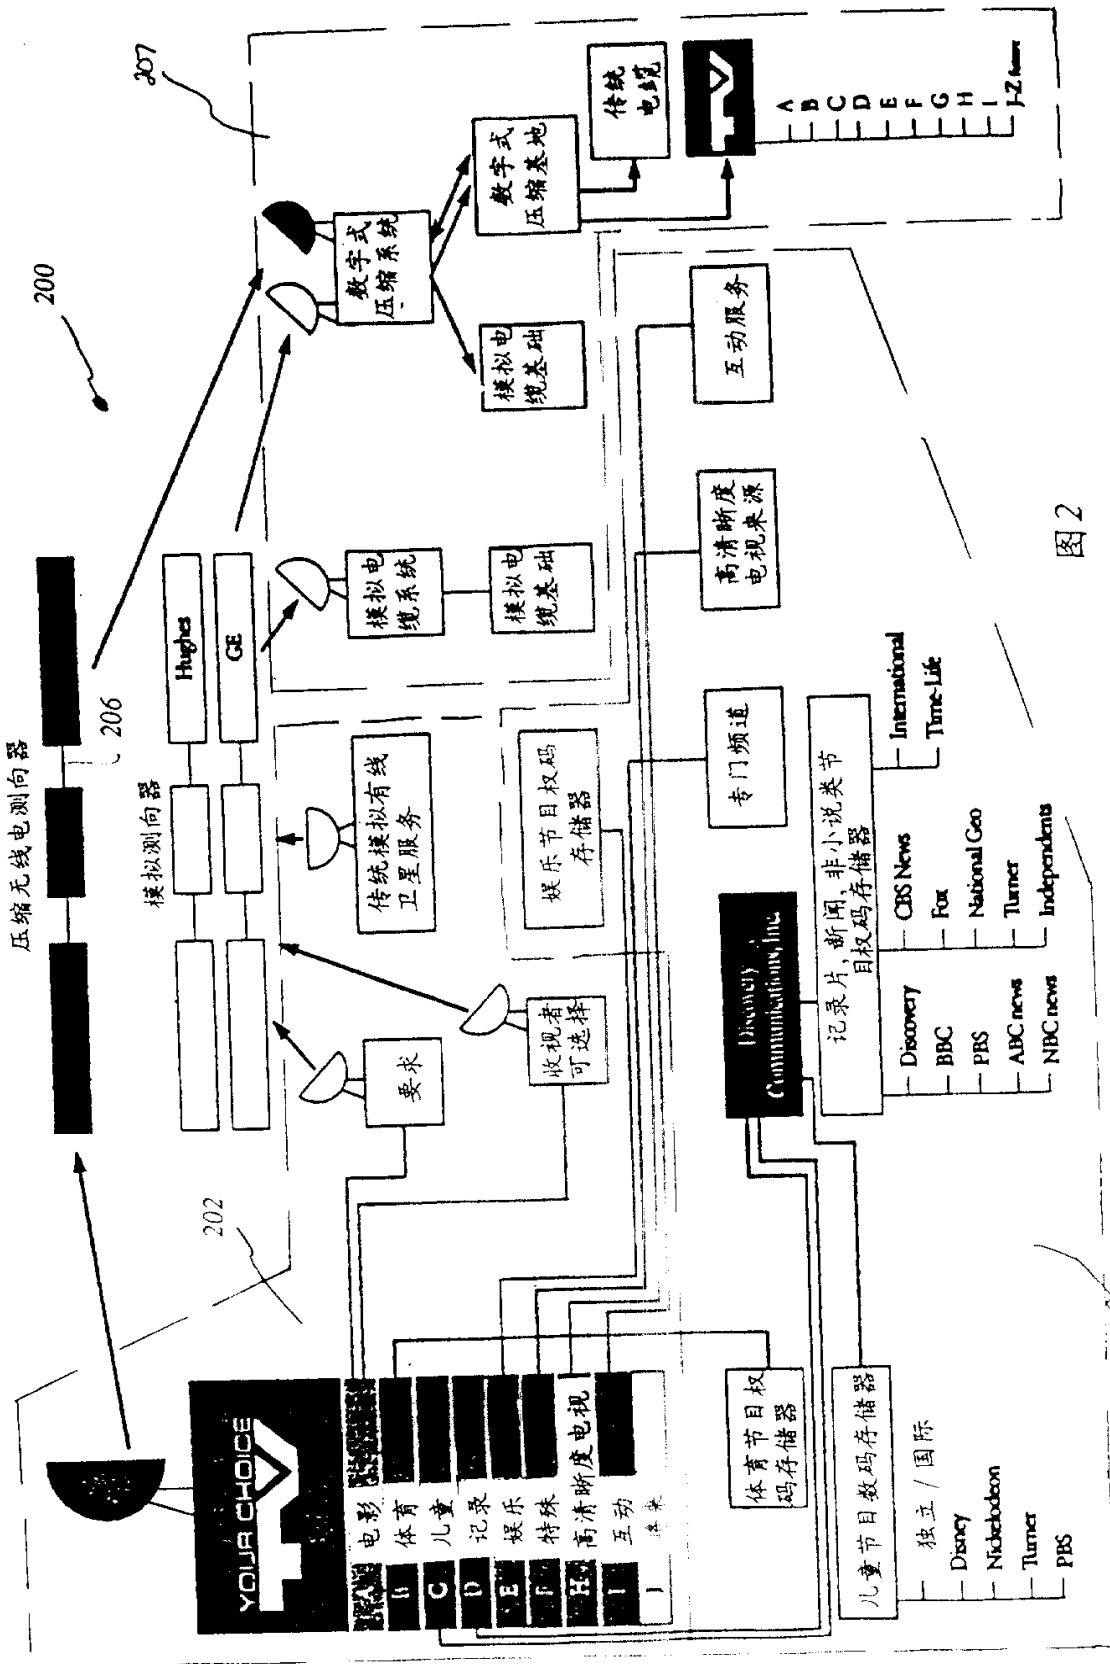 200
207
压缩无线电测向器
206
模拟测向器
Hughes
GE
202
数字式
压缩系统
数字式
压缩基地
传统
电缆
TV
A
B
C
D
E
F
G
H
I
J-Z future
模拟电
缆基础
模拟电
缆系统
模拟电
缆基础
传统模拟有线
卫星服务
要求
收视者
可选择
娱乐节目权码
存储器
互动服务
高清晰度
电视来源
专门频道
YOUR CHOICE
TV
A 电影
B 体育
C 儿童
D 记录
E 娱乐
F 特殊
H 高清晰度电视
I 互动
J
Discovery
Communications, Inc.
记录片，新闻，非小说类节
目权码存储器
Discovery
BBC
PBS
ABC news
NBC news
CBS News
Fox
National Geo
Turner
Independents
International
Time-Life
体育节目权
码存储器
儿童节目数码存储器
独立/国际
Disney
Nickelodeon
Turner
PBS
图2